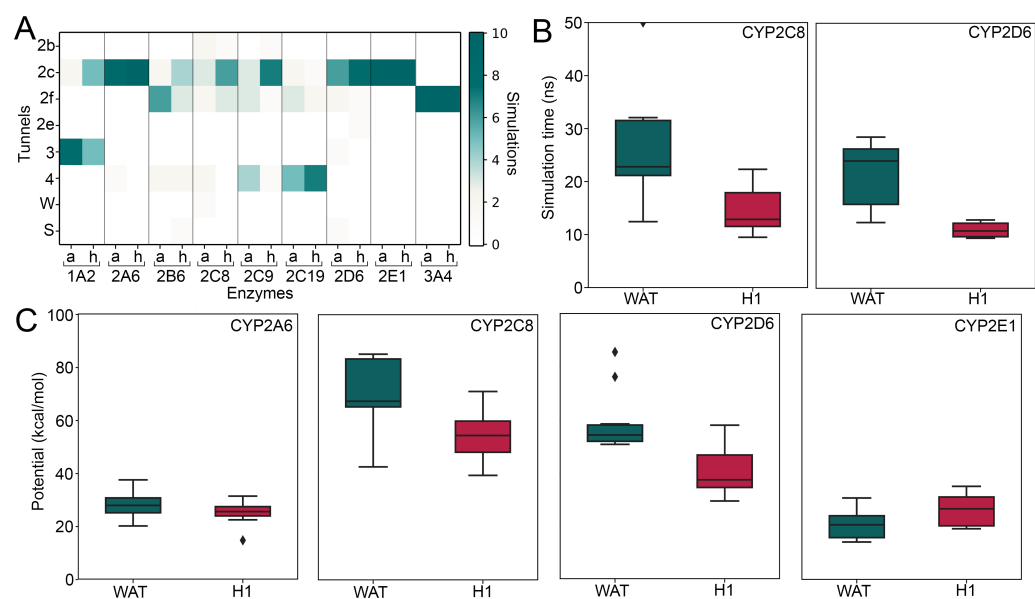 A
2b
2c
2f
2e
3
4
W
S
Tunnels
a h a h a h a h a h a h a h a h a h
1A2 2A6 2B6 2C8 2C9 2C19 2D6 2E1 3A4
Enzymes
10
8
6
4
2
0
Simulations
B
CYP2C8
CYP2D6
50
40
30
20
10
0
Simulation time (ns)
WAT H1 WAT H1
C
CYP2A6
CYP2C8
CYP2D6
CYP2E1
100
80
60
40
20
0
Potential (kcal/mol)
WAT H1 WAT H1 WAT H1 WAT H1